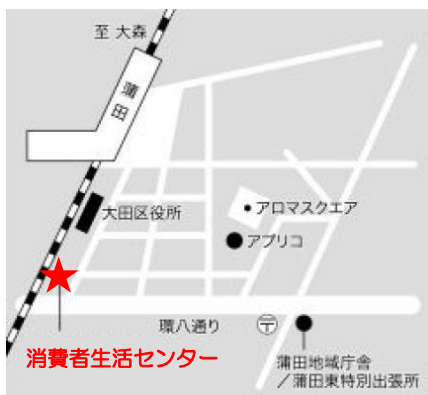 至 大森
蒲田
大田区役所
アロマスクエア
アプリコ
環八通り
〒
消費者生活センター
蒲田地域庁舎
／蒲田東特別出張所